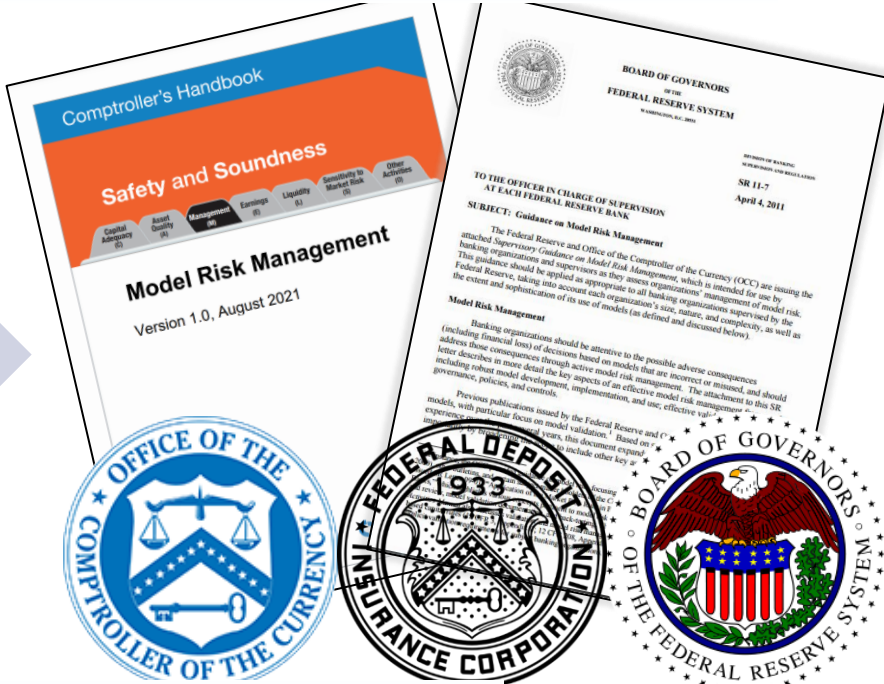 Comptroller's Handbook
Safety and Soundness
Capital Adequacy (C)
Asset Quality (A)
Management (M)
Earnings (E)
Liquidity (L)
Sensitivity to Market Risk (S)
Other Activities (O)
Model Risk Management
Version 1.0, August 2021
BOARD OF GOVERNORS
OF THE
FEDERAL RESERVE SYSTEM
WASHINGTON, D.C. 20551
DIVISION OF BANKING
SUPERVISION AND REGULATION
SR 11-7
April 4, 2011
TO THE OFFICER IN CHARGE OF SUPERVISION
AT EACH FEDERAL RESERVE BANK
SUBJECT: Guidance on Model Risk Management
The Federal Reserve and Office of the Comptroller of the Currency (OCC) are issuing the
attached Supervisory Guidance on Model Risk Management, which is intended for use by
banking organizations and supervisors as they assess organizations' management of model risk.
This guidance should be applied as appropriate to all banking organizations supervised by the
Federal Reserve, taking into account each organization's size, nature, and complexity, as well as
the extent and sophistication of its use of models (as defined and discussed below).
Model Risk Management
Banking organizations should be attentive to the possible adverse consequences
(including financial loss) of decisions based on models that are incorrect or misused, and should
address those consequences through active model risk management. The attachment to this SR
letter describes in more detail the key aspects of an effective model risk management
including robust model development, implementation, and use; effective
governance, policies, and controls.
Previous publications issued by the Federal Reserve and
models, with particular focus on model validation.1 Based on
experience years, this document
by to include other key
OFFICE OF THE COMPTROLLER OF THE CURRENCY
FEDERAL DEPOSIT INSURANCE CORPORATION
1933
BOARD OF GOVERNORS OF THE FEDERAL RESERVE SYSTEM